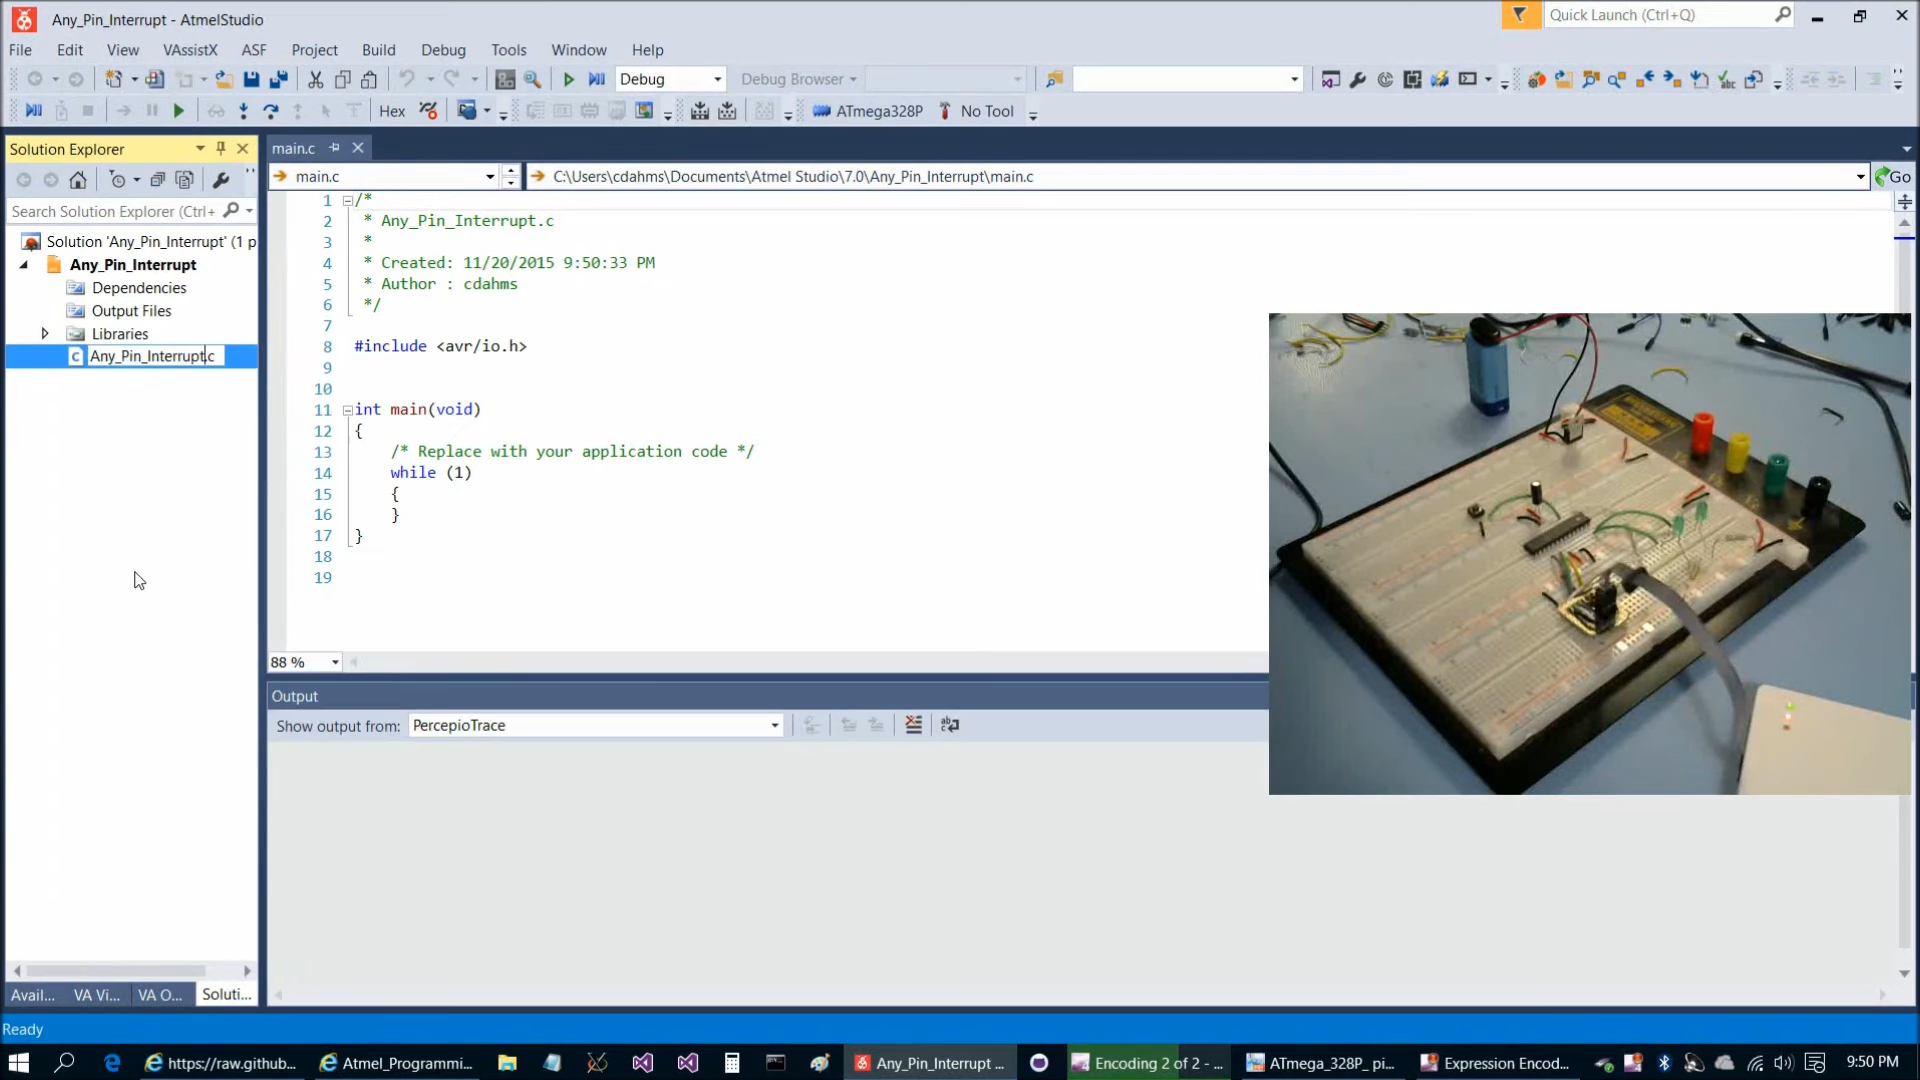 Any_Pin_Interrupt - AtmelStudio
Quick Launch (Ctrl+Q)
File Edit View VAssistX ASF Project Build Debug Tools Window Help
Debug
Debug Browser
Hex
ATmega328P
No Tool
Solution Explorer
Search Solution Explorer (Ctrl+
Solution 'Any_Pin_Interrupt' (1 p
Any_Pin_Interrupt
Dependencies
Output Files
Libraries
Any_Pin_Interrupt.c
main.c
main.c
C:\Users\cdahms\Documents\Atmel Studio\7.0\Any_Pin_Interrupt\main.c
Go
1 /*
2 * Any_Pin_Interrupt.c
3 *
4 * Created: 11/20/2015 9:50:33 PM
5 * Author : cdahms
6 */
7
8 #include <avr/io.h>
9
10
11 int main(void)
12 {
13 /* Replace with your application code */
14 while (1)
15 {
16 }
17 }
18
19
88 %
Output
Show output from: PercepioTrace
Avail... VA Vi... VA O... Soluti...
Ready
https://raw.github...
Atmel_Programmi...
Any_Pin_Interrupt ...
Encoding 2 of 2 - ...
ATmega_328P_ pi...
Expression Encod...
9:50 PM